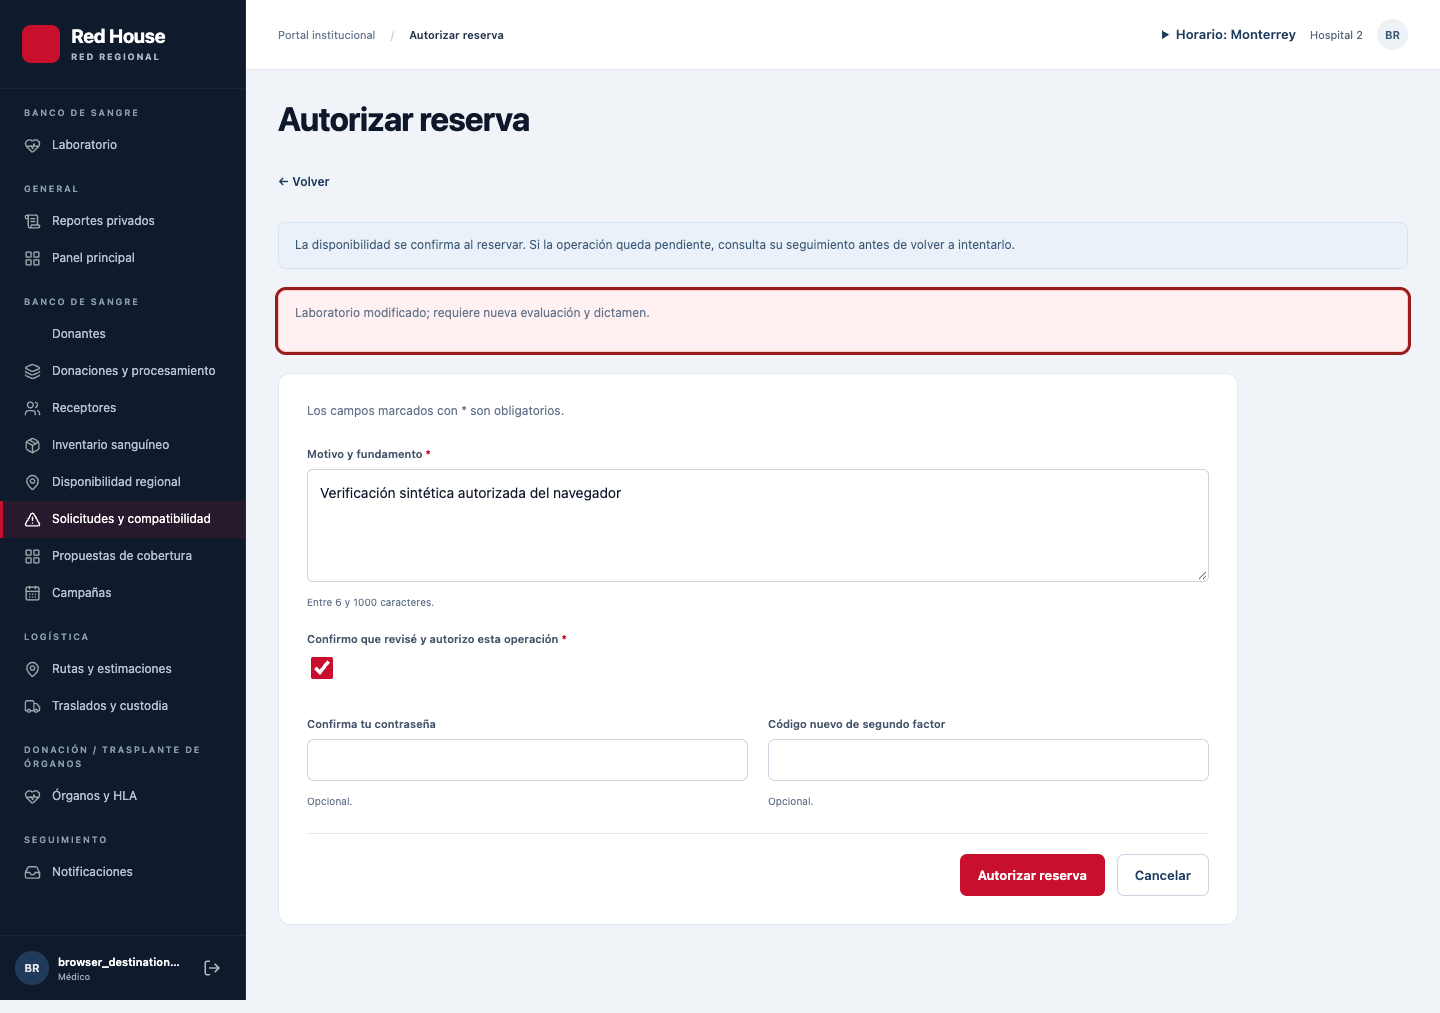 Red House
RED REGIONAL
BANCO DE SANGRE
Laboratorio
GENERAL
Reportes privados
Panel principal
BANCO DE SANGRE
Donantes
Donaciones y procesamiento
Receptores
Inventario sanguíneo
Disponibilidad regional
Solicitudes y compatibilidad
Propuestas de cobertura
Campañas
LOGÍSTICA
Rutas y estimaciones
Traslados y custodia
DONACIÓN / TRASPLANTE DE
ÓRGANOS
Órganos y HLA
SEGUIMIENTO
Notificaciones
BR
browser_destination...
Médico
Portal institucional / Autorizar reserva
Horario: Monterrey
Hospital 2
BR
Autorizar reserva
← Volver
La disponibilidad se confirma al reservar. Si la operación queda pendiente, consulta su seguimiento antes de volver a intentarlo.
Laboratorio modificado; requiere nueva evaluación y dictamen.
Los campos marcados con * son obligatorios.
Motivo y fundamento *
Verificación sintética autorizada del navegador
Entre 6 y 1000 caracteres.
Confirmo que revisé y autorizo esta operación *
Confirma tu contraseña
Opcional.
Código nuevo de segundo factor
Opcional.
Autorizar reserva
Cancelar